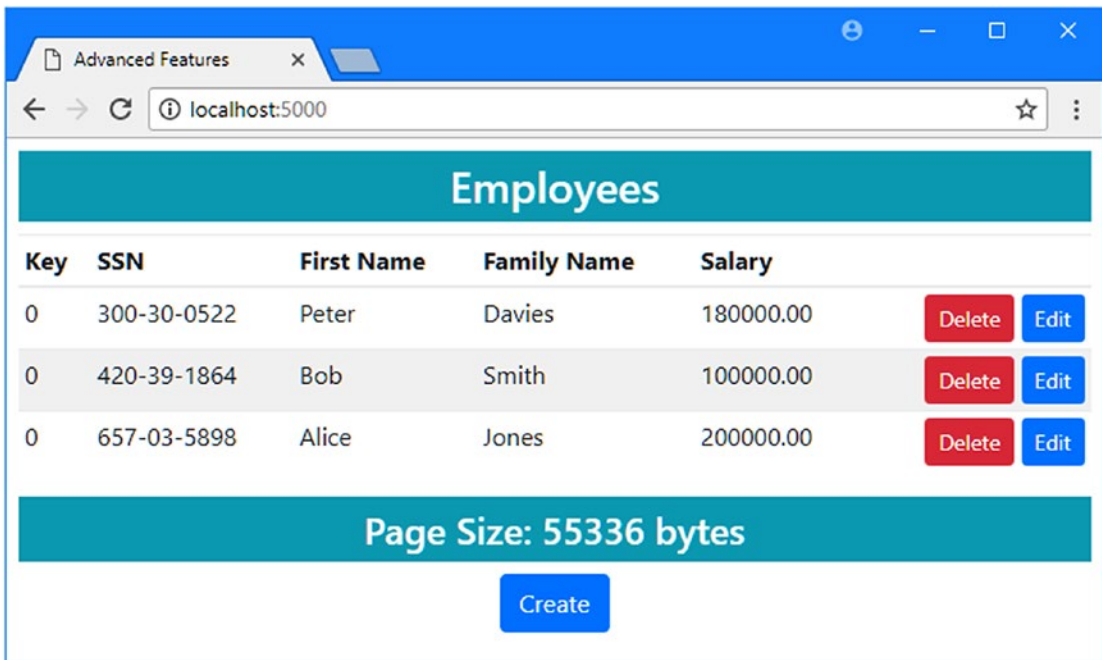 Advanced Features
localhost:5000
Employees
Key SSN First Name Family Name Salary
0 300-30-0522 Peter Davies 180000.00 Delete Edit
0 420-39-1864 Bob Smith 100000.00 Delete Edit
0 657-03-5898 Alice Jones 200000.00 Delete Edit
Page Size: 55336 bytes
Create